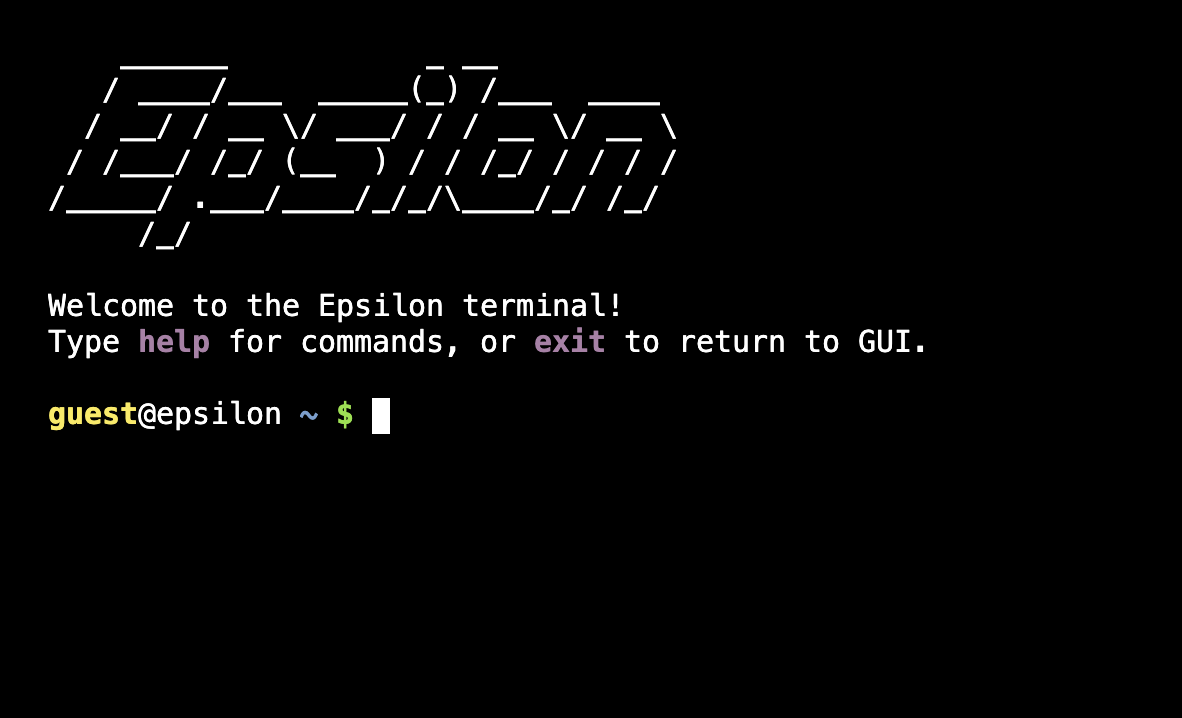 Epsilon
Welcome to the Epsilon terminal!
Type help for commands, or exit to return to GUI.
guest@epsilon ~ $